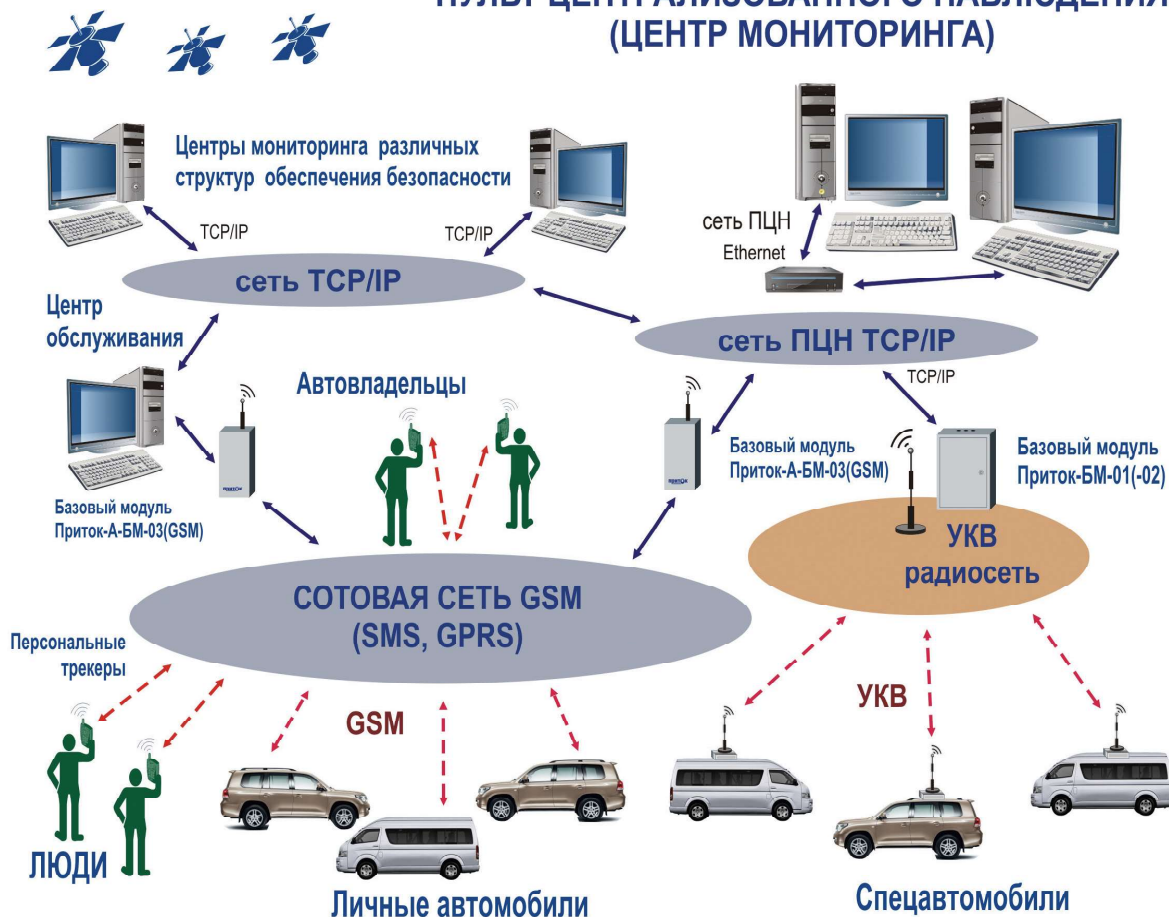 ПУЛЬТ ЦЕНТРАЛИЗОВАННОГО НАБЛЮДЕНИЯ
(ЦЕНТР МОНИТОРИНГА)
Центры мониторинга различных
структур обеспечения безопасности
TCP/IP
TCP/IP
сеть ПЦН
Ethernet
сеть TCP/IP
Центр
обслуживания
сеть ПЦН TCP/IP
TCP/IP
Автовладельцы
Базовый модуль
Приток-А-БМ-03(GSM)
Базовый модуль
Приток-БМ-01(-02)
Базовый модуль
Приток-А-БМ-03(GSM)
УКВ
радиосеть
СОТОВАЯ СЕТЬ GSM
(SMS, GPRS)
Персональные
трекеры
GSM
УКВ
ЛЮДИ
Личные автомобили
Спецавтомобили